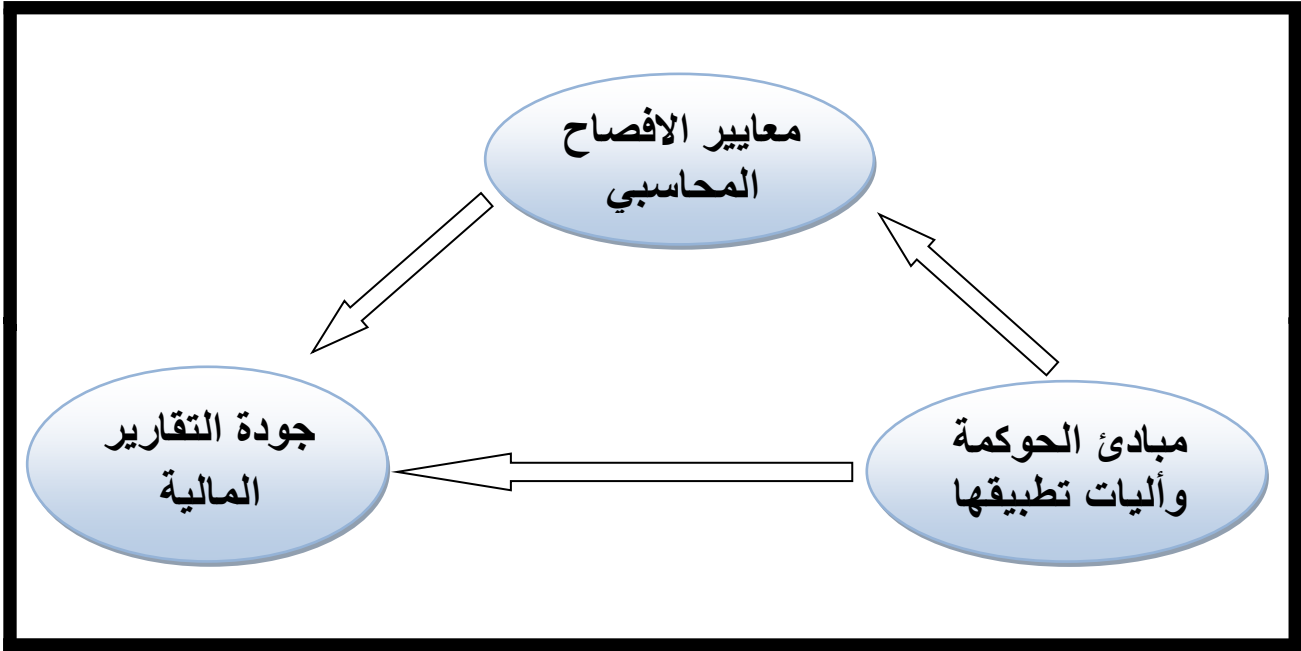 معايير الافصاح
المحاسبي
مبادئ الحوكمة
وأليات تطبيقها
جودة التقارير
المالية